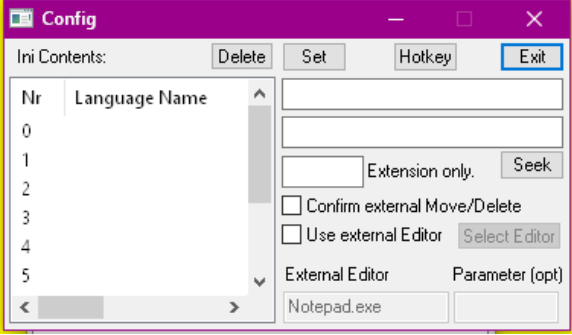 Config
Ini Contents: Delete Set Hotkey Exit
Nr Language Name
0
1
2
3
4
5
Extension only. Seek
Confirm external Move/Delete
Use external Editor Select Editor
External Editor Parameter (opt)
Notepad.exe